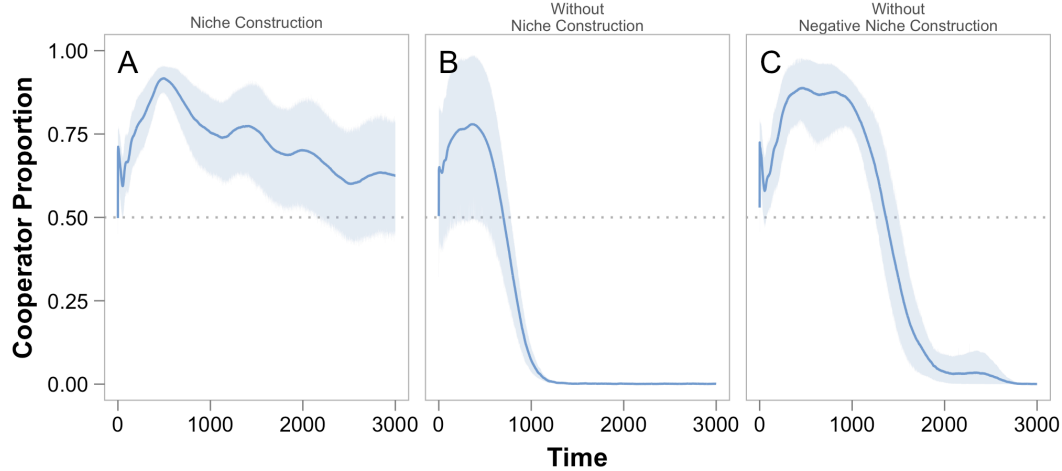 Niche Construction
Without
Niche Construction
Without
Negative Niche Construction
A
B
C
Cooperator Proportion
1.00
0.75
0.50
0.25
0.00
0 1000 2000 3000
0 1000 2000 3000
0 1000 2000 3000
Time